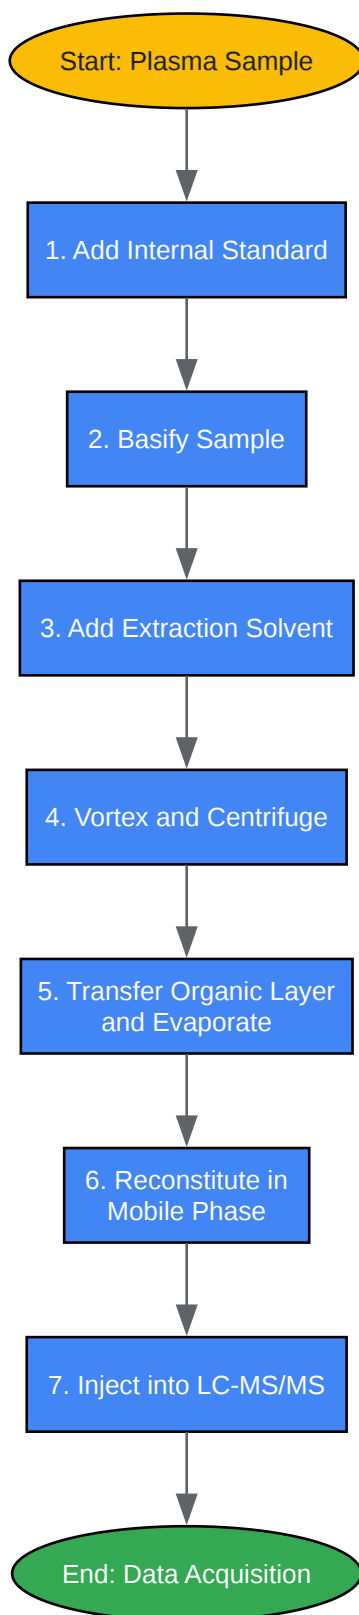 Start: Plasma Sample
1. Add Internal Standard
2. Basify Sample
3. Add Extraction Solvent
4. Vortex and Centrifuge
5. Transfer Organic Layer
and Evaporate
6. Reconstitute in
Mobile Phase
7. Inject into LC-MS/MS
End: Data Acquisition